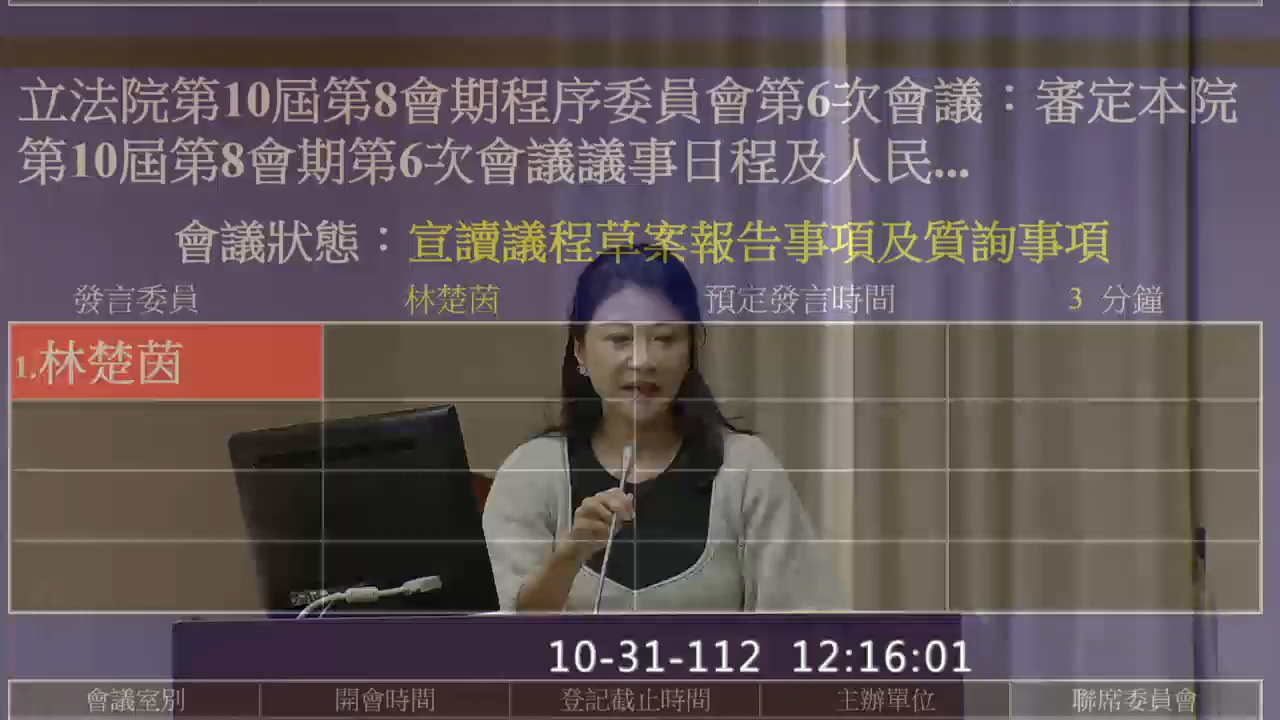 立法院第10屆第8會期程序委員會第6次會議：審定本院
第10屆第8會期第6次會議議事日程及人民...
會議狀態：宣讀議程草案報告事項及質詢事項
發言委員 林楚茵 預定發言時間 3 分鐘
1.林楚茵
10-31-112 12:16:01
會議室別 開會時間 登記截止時間 主辦單位 聯席委員會